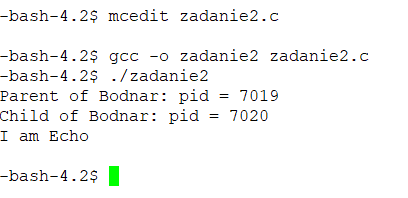 -bash-4.2$ mcedit zadanie2.c
-bash-4.2$ gcc -o zadanie2 zadanie2.c
-bash-4.2$ ./zadanie2
Parent of Bodnar: pid = 7019
Child of Bodnar: pid = 7020
I am Echo
-bash-4.2$